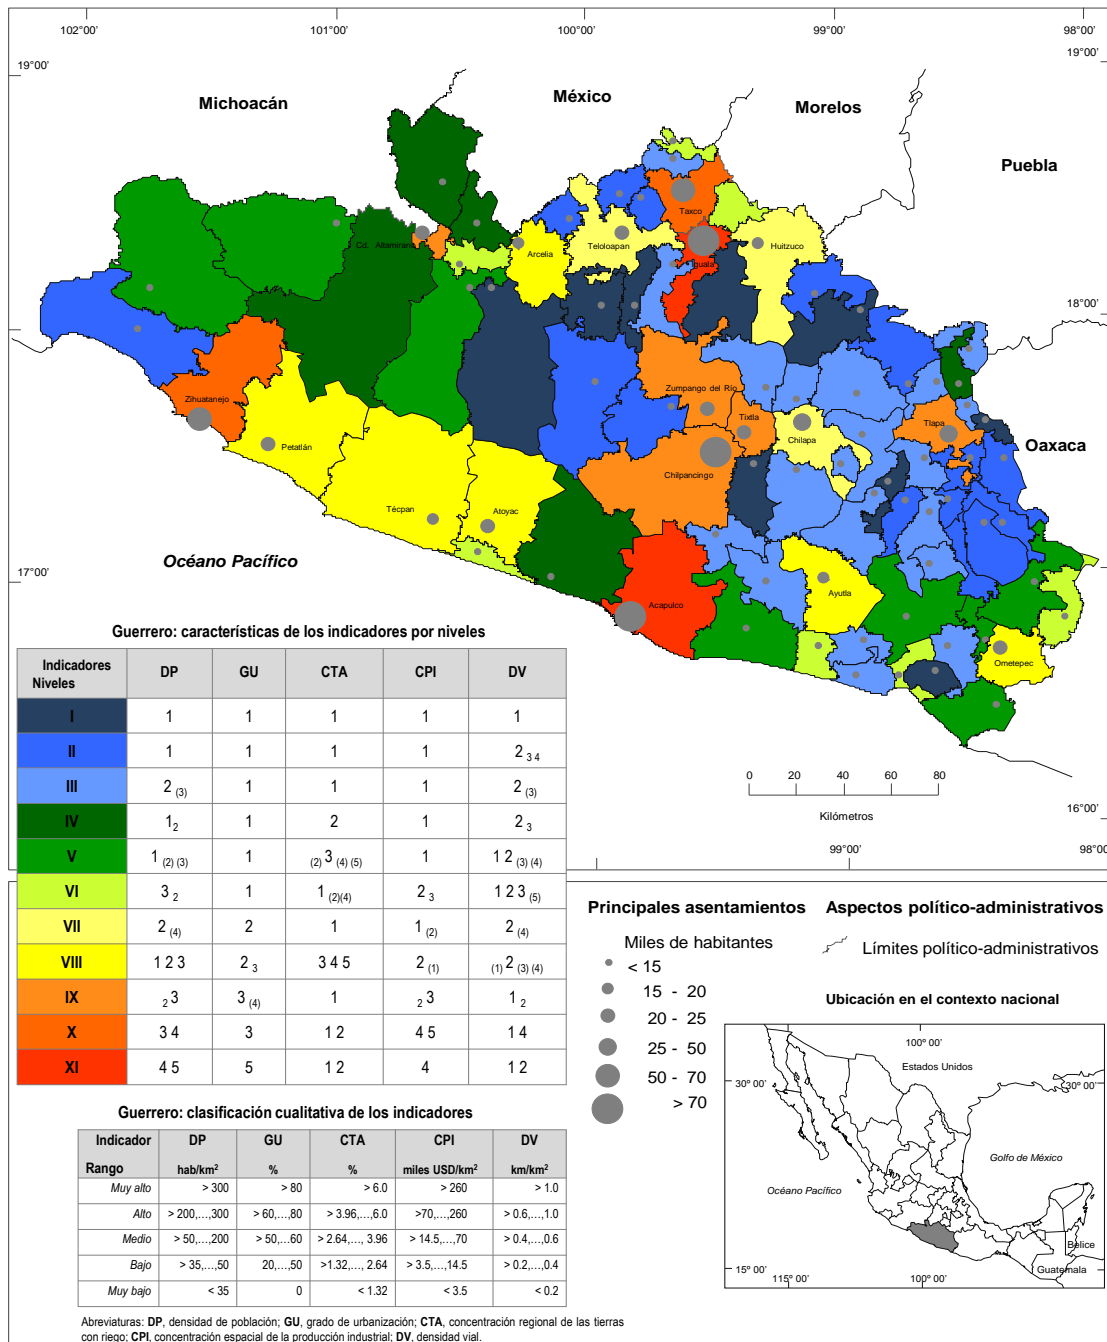 102°00'
101°00'
100°00'
99°00'
98°00'
19°00'
19°00'
Michoacán
México
Morelos
Puebla
Taxco
Cd. Altamirano
Arcelia
Teloloapan
Iguala
Huitzuco
18°00'
18°00'
Zihuatanejo
Zumpango del Río
Tixtla
Tlapa
Chilapa
Oaxaca
Petatlán
Chilpancingo
Técpan
Atoyac
Océano Pacífico
17°00'
17°00'
Acapulco
Ayutla
Ometepec
Guerrero: características de los indicadores por niveles
Indicadores
Niveles
DP
GU
CTA
CPI
DV
I 1 1 1 1 1
II 1 1 1 1 2 3 4
III 2 (3) 1 1 1 2 (3)
IV 1 2 1 2 1 2 3
V 1 (2) (3) 1 (2) 3 (4) (5) 1 1 2 (3) (4)
VI 3 2 1 1 (2)(4) 2 3 1 2 3 (5)
VII 2 (4) 2 1 1 (2) 2 (4)
VIII 1 2 3 2 3 3 4 5 2 (1) (1) 2 (3) (4)
IX 2 3 3 (4) 1 2 3 1 2
X 3 4 3 1 2 4 5 1 4
XI 4 5 5 1 2 4 1 2
0 20 40 60 80
Kilómetros
16°00'
99°00'
98°00'
Principales asentamientos
Miles de habitantes
< 15
15 - 20
20 - 25
25 - 50
50 - 70
> 70
Aspectos político-administrativos
Límites político-administrativos
Ubicación en el contexto nacional
100° 00'
Estados Unidos
30° 00'
30° 00'
Golfo de México
Océano Pacífico
Bélice
Guatemala
15° 00'
115° 00'
100° 00'
Guerrero: clasificación cualitativa de los indicadores
Indicador DP GU CTA CPI DV
Rango hab/km² % % miles USD/km² km/km²
Muy alto > 300 > 80 > 6.0 > 260 > 1.0
Alto > 200,...,300 > 60,...,80 > 3.96,...,6.0 >70,...,260 > 0.6,...,1.0
Medio > 50,...,200 > 50,...60 > 2.64,..., 3.96 > 14.5,...,70 > 0.4,...,0.6
Bajo > 35,...,50 20,...,50 >1.32,..., 2.64 > 3.5,...,14.5 > 0.2,...,0.4
Muy bajo < 35 0 < 1.32 < 3.5 < 0.2
Abreviaturas: DP, densidad de población; GU, grado de urbanización; CTA, concentración regional de las tierras
con riego; CPI, concentración espacial de la producción industrial; DV, densidad vial.